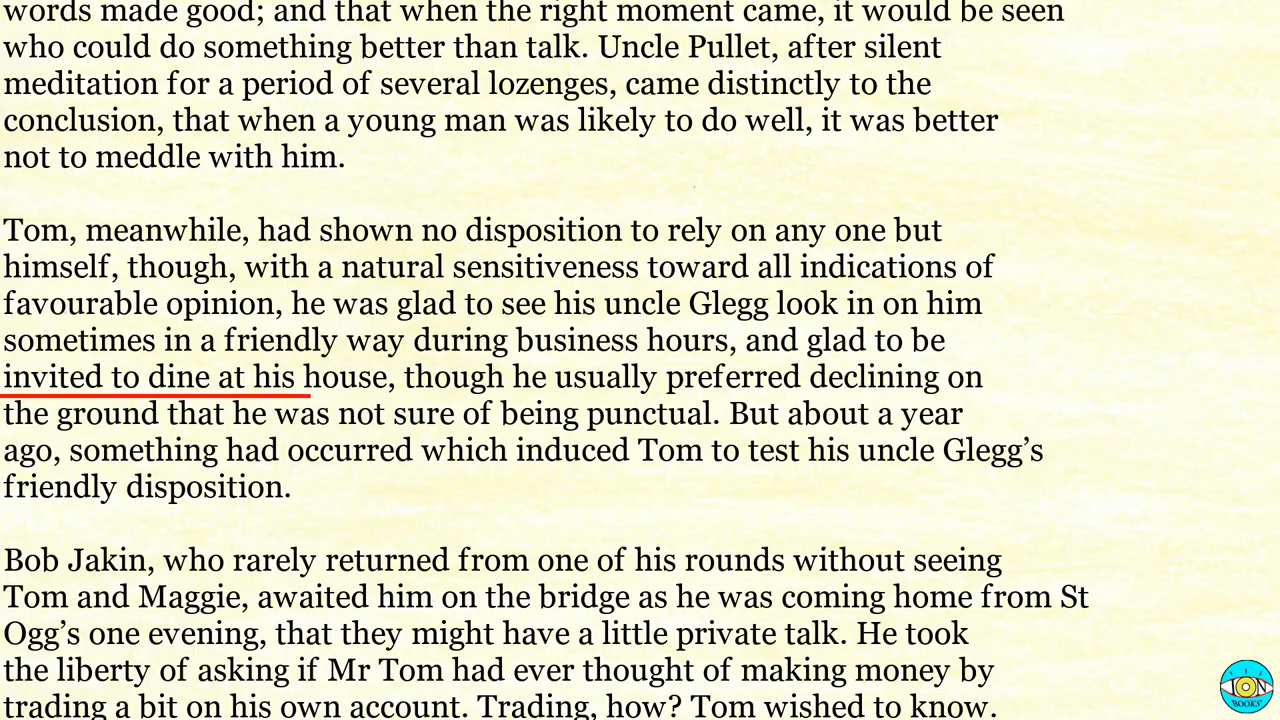 words made good; and that when the right moment came, it would be seen
who could do something better than talk. Uncle Pullet, after silent
meditation for a period of several lozenges, came distinctly to the
conclusion, that when a young man was likely to do well, it was better
not to meddle with him.
Tom, meanwhile, had shown no disposition to rely on any one but
himself, though, with a natural sensitiveness toward all indications of
favourable opinion, he was glad to see his uncle Glegg look in on him
sometimes in a friendly way during business hours, and glad to be
invited to dine at his house, though he usually preferred declining on
the ground that he was not sure of being punctual. But about a year
ago, something had occurred which induced Tom to test his uncle Glegg’s
friendly disposition.
Bob Jakin, who rarely returned from one of his rounds without seeing
Tom and Maggie, awaited him on the bridge as he was coming home from St
Ogg’s one evening, that they might have a little private talk. He took
the liberty of asking if Mr Tom had ever thought of making money by
trading a bit on his own account. Trading, how? Tom wished to know.
ION
BOOKS